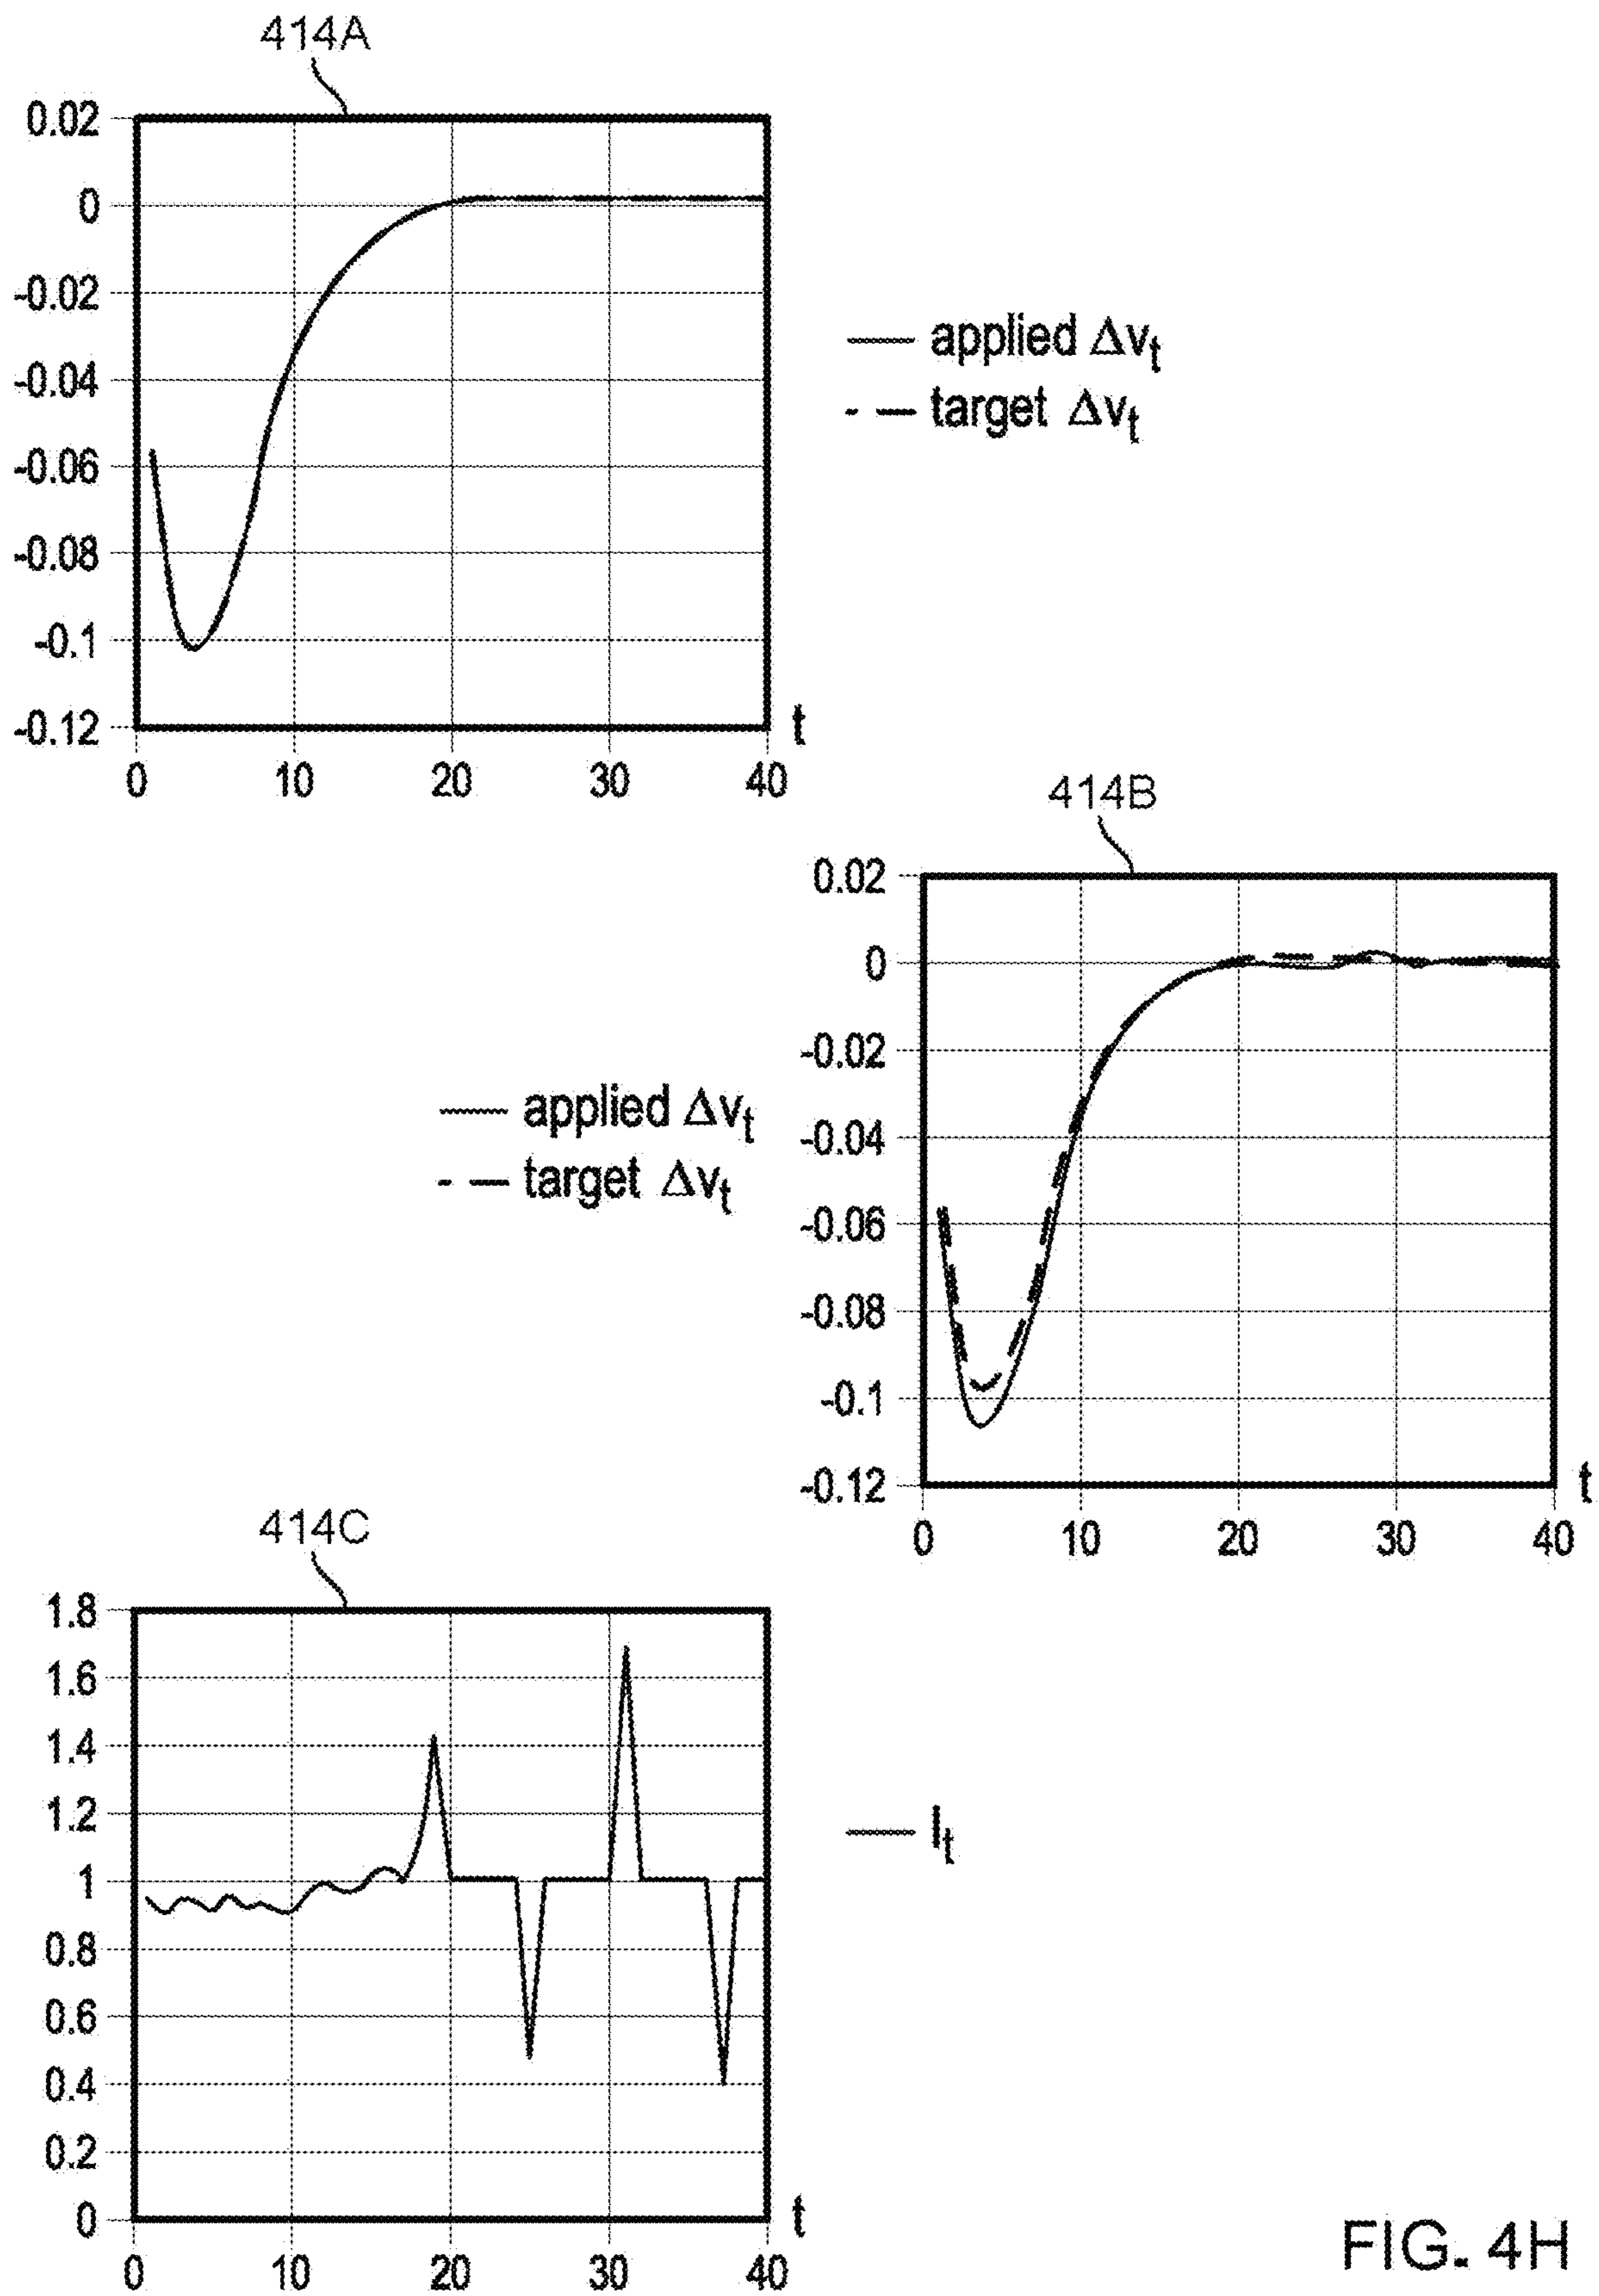 414A
0.02
0
-0.02
-0.04
-0.06
-0.08
-0.1
-0.12
t
0 10 20 30 40
applied Δvt
target Δvt
414B
0.02
0
-0.02
-0.04
-0.06
-0.08
-0.1
-0.12
t
0 10 20 30 40
applied Δvt
target Δvt
414C
1.8
1.6
1.4
1.2
1
0.8
0.6
0.4
0.2
0
t
0 10 20 30 40
It
FIG. 4H